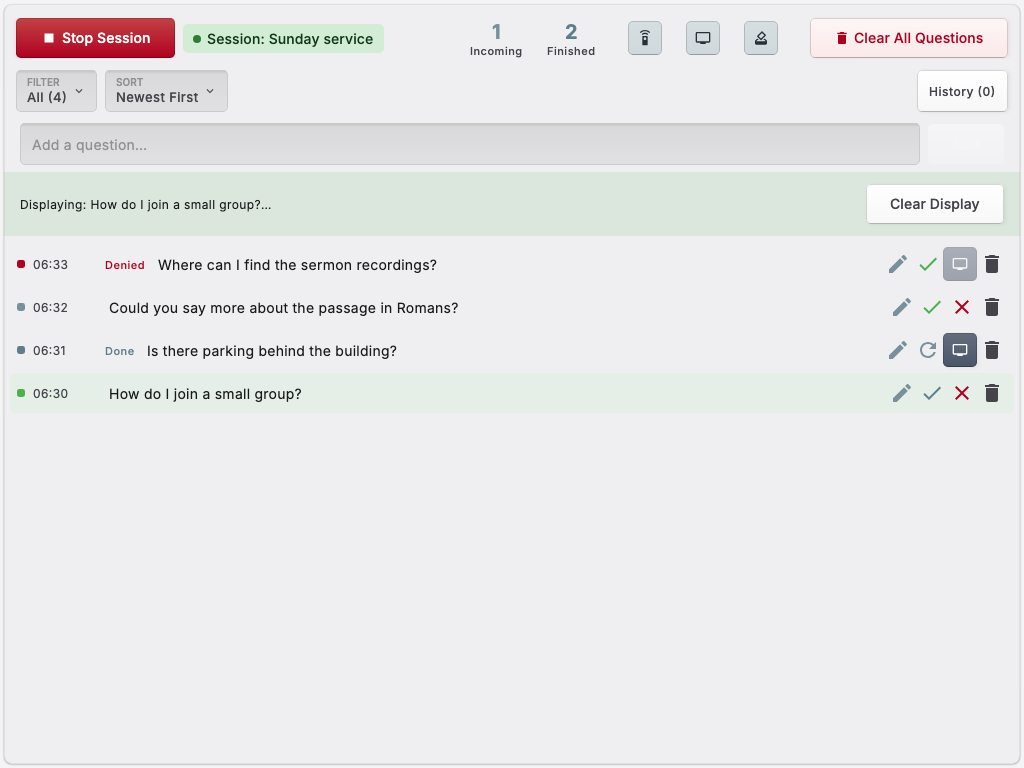 Stop Session
Session: Sunday service
1
Incoming
2
Finished
Clear All Questions
FILTER
All (4)
SORT
Newest First
History (0)
Add a question...
Displaying: How do I join a small group?...
Clear Display
06:33 Denied Where can I find the sermon recordings?
06:32 Could you say more about the passage in Romans?
06:31 Done Is there parking behind the building?
06:30 How do I join a small group?